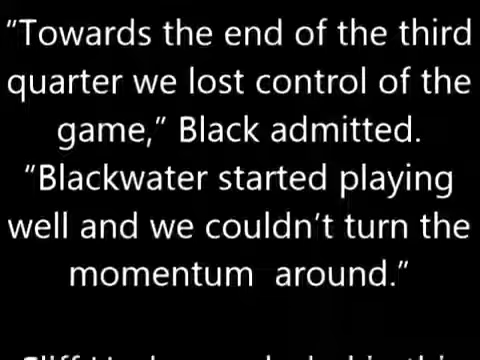 “Towards the end of the third
quarter we lost control of the
game,” Black admitted.
“Blackwater started playing
well and we couldn’t turn the
momentum  around.”